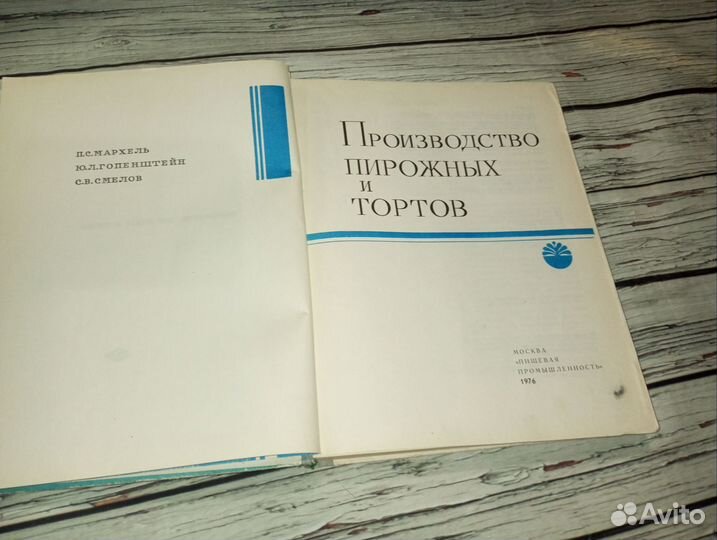 П.С.МАРХЕЛЬ
Ю.Л.ГОПЕНШТЕЙН
С.В.СМЕЛОВ
ПРОИЗВОДСТВО
ПИРОЖНЫХ
И
ТОРТОВ
МОСКВА
«ПИЩЕВАЯ
ПРОМЫШЛЕННОСТЬ»
1976
Avito